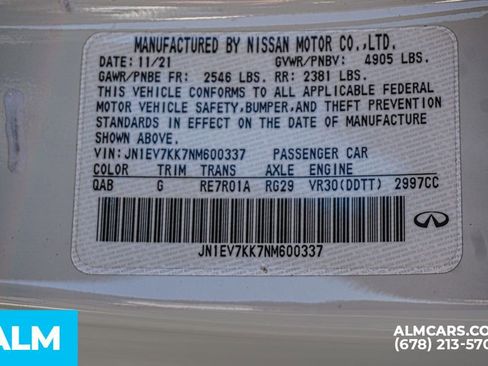 MANUFACTURED BY NISSAN MOTOR CO.,LTD.
DATE: 11/21 GVWR/PNBV: 4905 LBS.
GAWR/PNBE FR: 2546 LBS. RR: 2381 LBS.
THIS VEHICLE CONFORMS TO ALL APPLICABLE FEDERAL
MOTOR VEHICLE SAFETY, BUMPER, AND THEFT PREVENTION
STANDARDS IN EFFECT ON THE DATE OF MANUFACTURE
SHOWN ABOVE.
VIN: JN1EV7KK7NM600337 PASSENGER CAR
COLOR TRIM TRANS AXLE ENGINE
QAB G RE7R01A RG29 VR30(DDTT) 2997CC
JN1EV7KK7NM600337
INFINITI
ALM
ALMCARS.CO
(678) 213-570